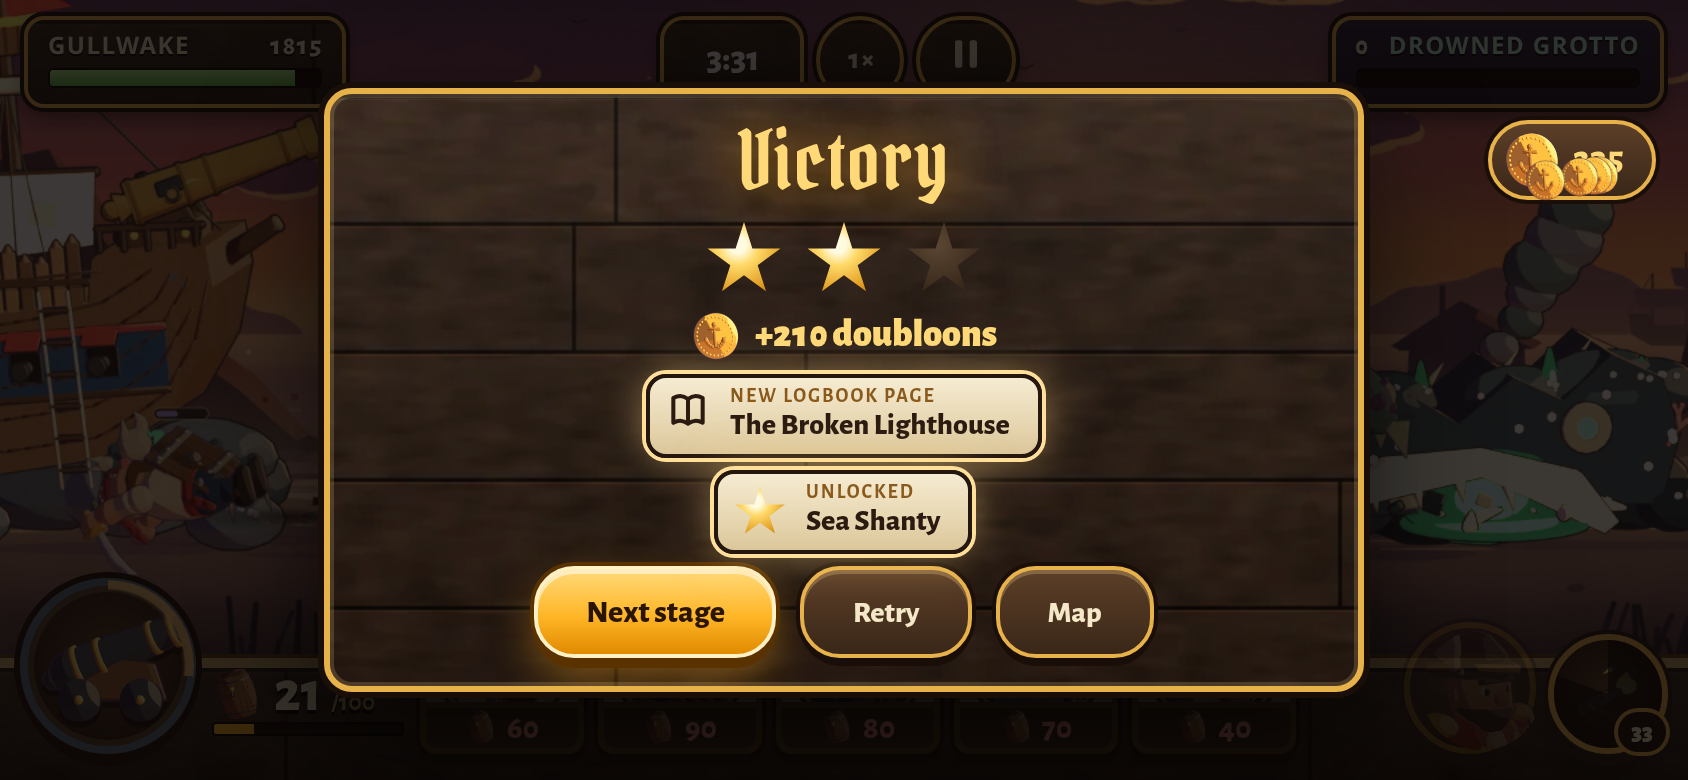 GULLWAKE 1815
3:31
1×
0 DROWNED GROTTO
Victory
+210 doubloons
NEW LOGBOOK PAGE
The Broken Lighthouse
UNLOCKED
Sea Shanty
Next stage
Retry
Map
21 /100
60
90
80
70
40
33